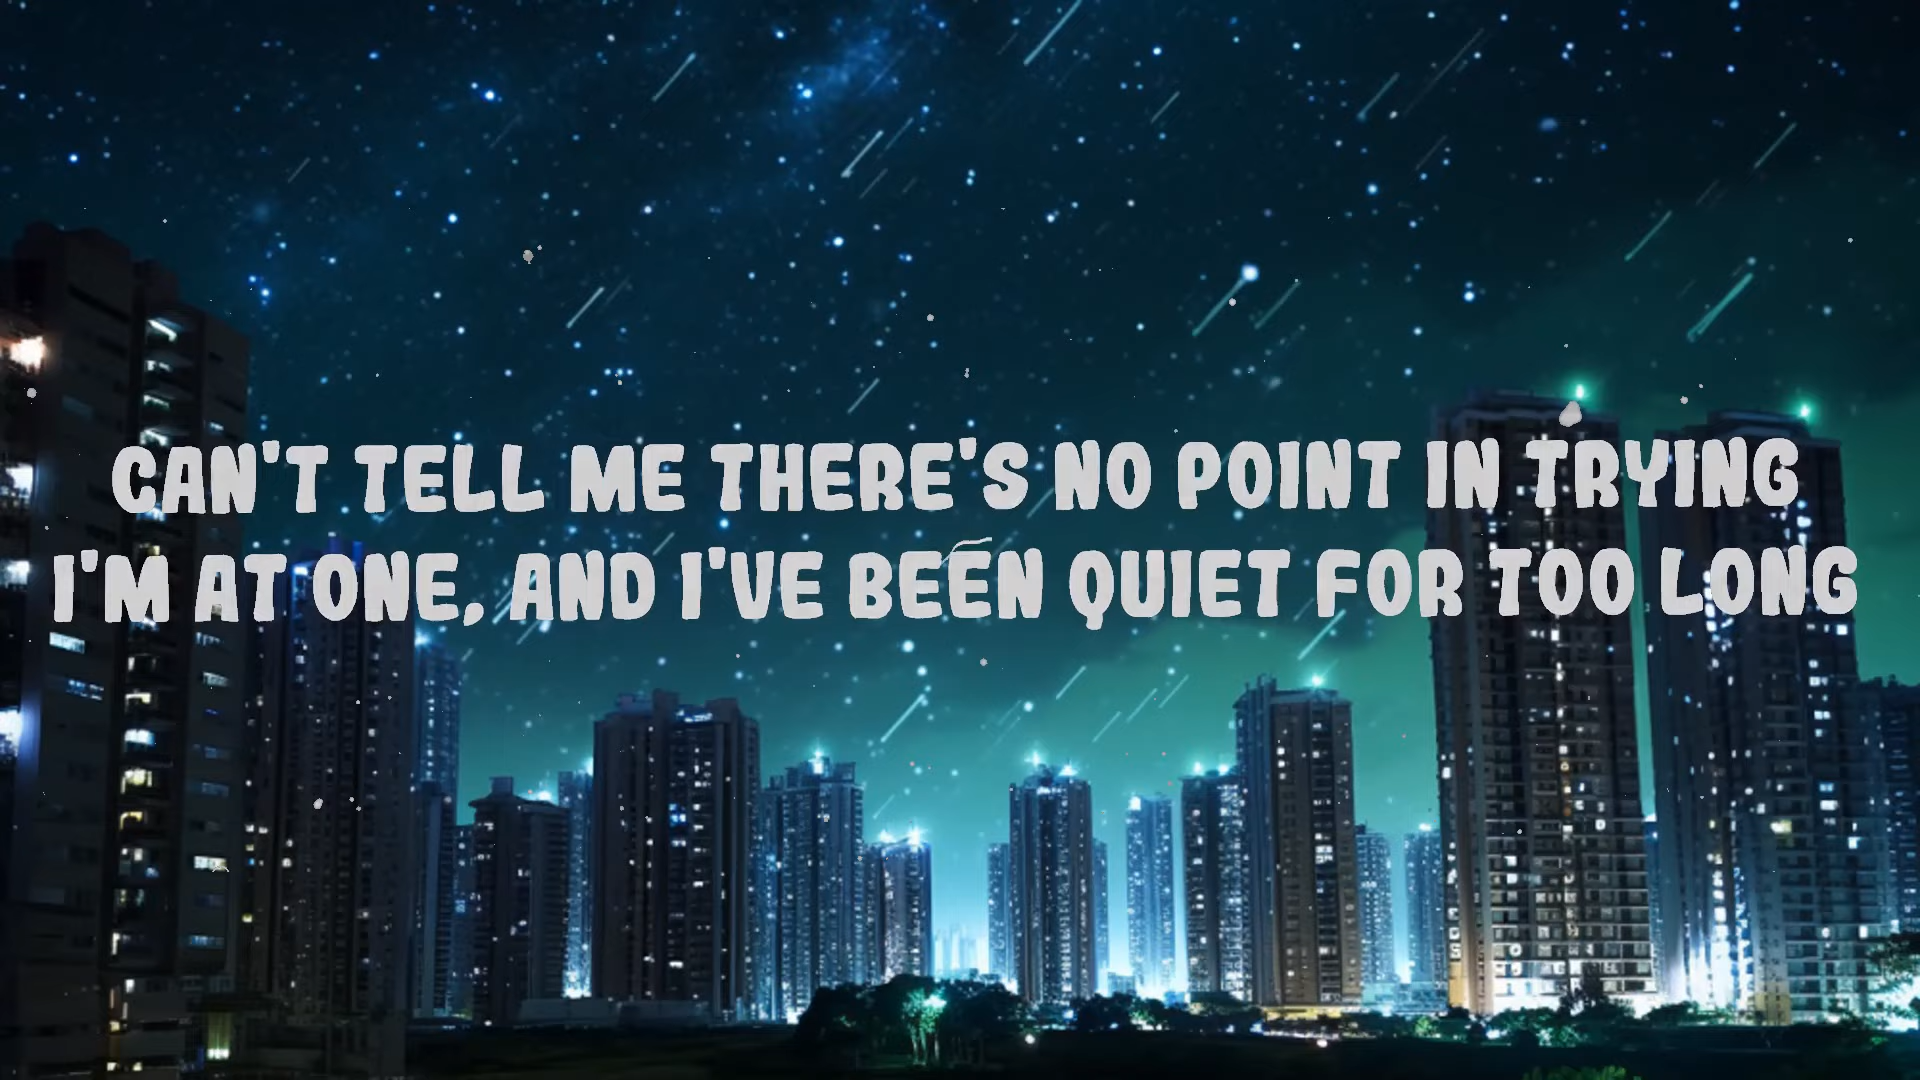 CAN'T TELL ME THERE'S NO POINT IN TRYING
I'M AT ONE, AND I'VE BEEN QUIET FOR TOO LONG